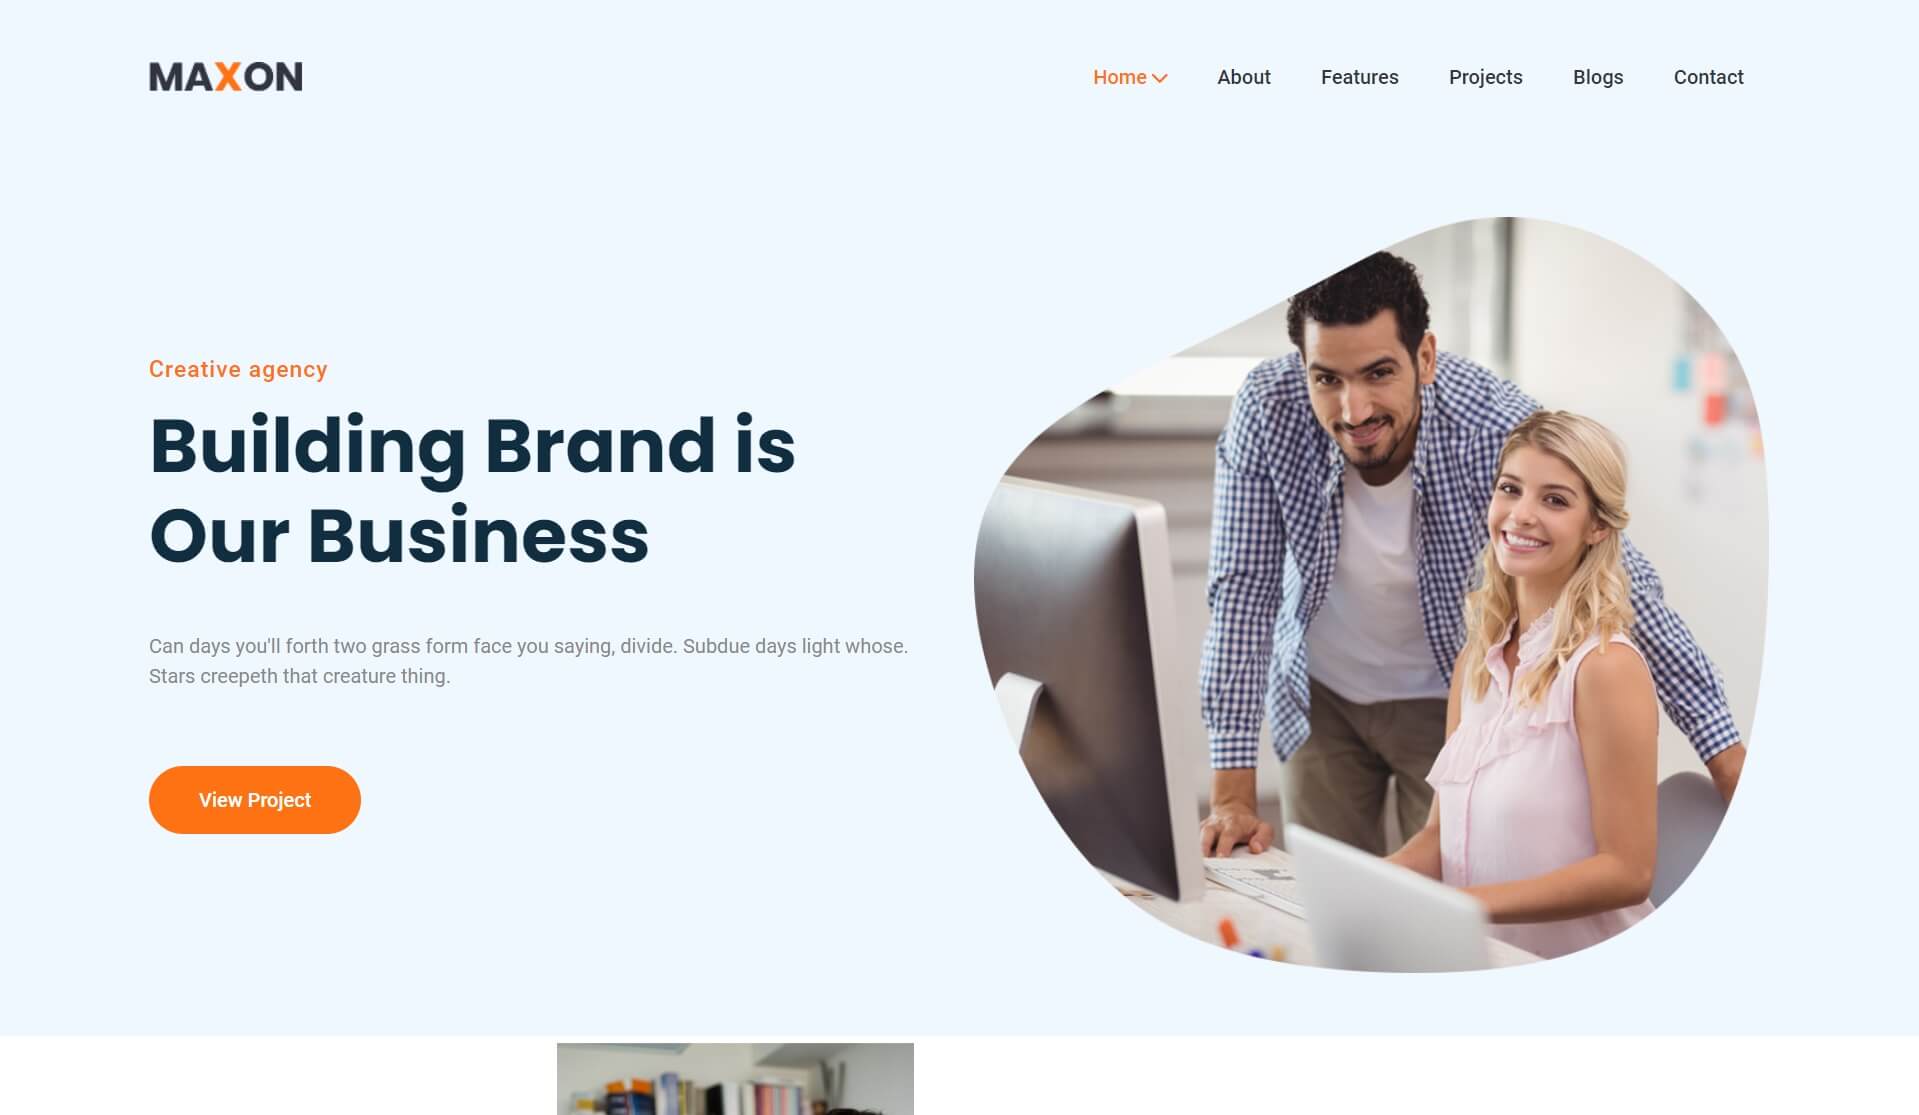 MAXON
Home About Features Projects Blogs Contact
Creative agency
Building Brand is
Our Business
Can days you'll forth two grass form face you saying, divide. Subdue days light whose.
Stars creepeth that creature thing.
View Project